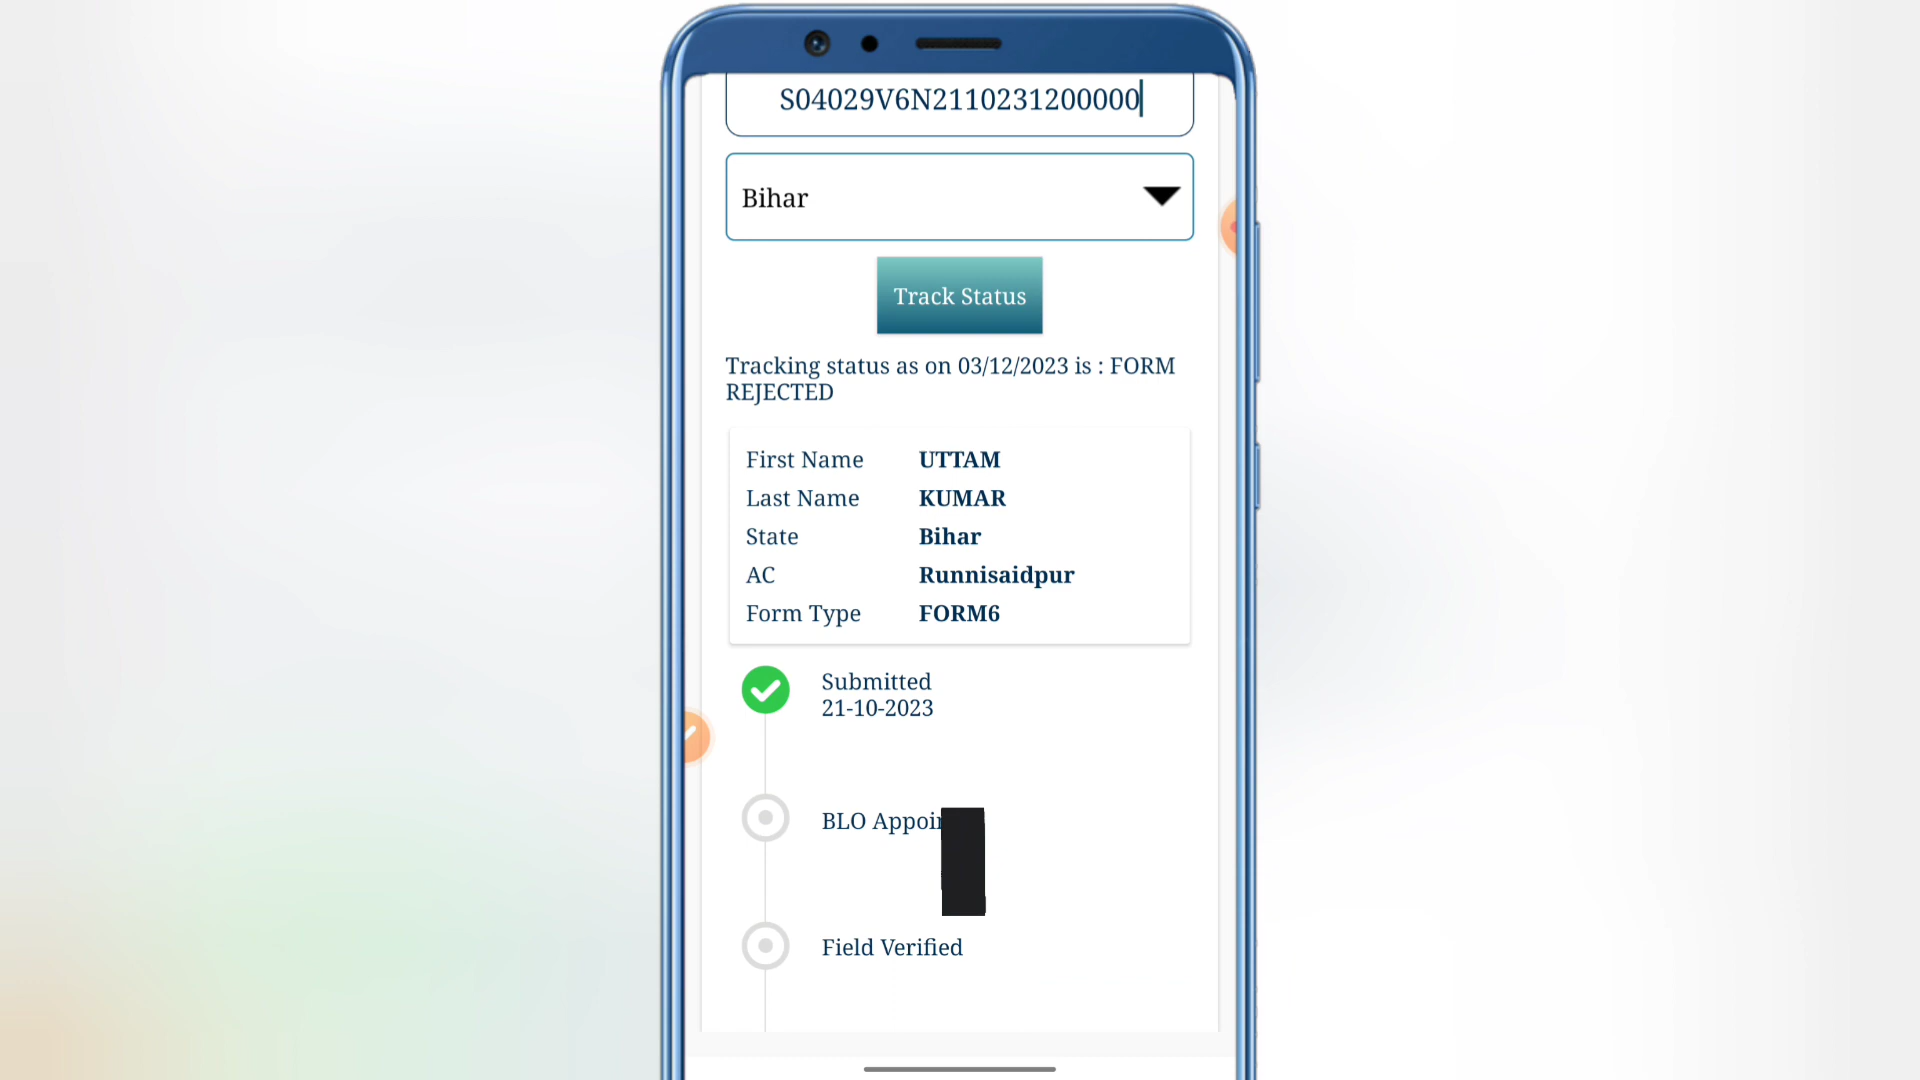 S04029V6N2110231200000
Bihar
Track Status
Tracking status as on 03/12/2023 is : FORM
REJECTED
First Name UTTAM
Last Name KUMAR
State Bihar
AC Runnisaidpur
Form Type FORM6
Submitted
21-10-2023
BLO
Field Verified